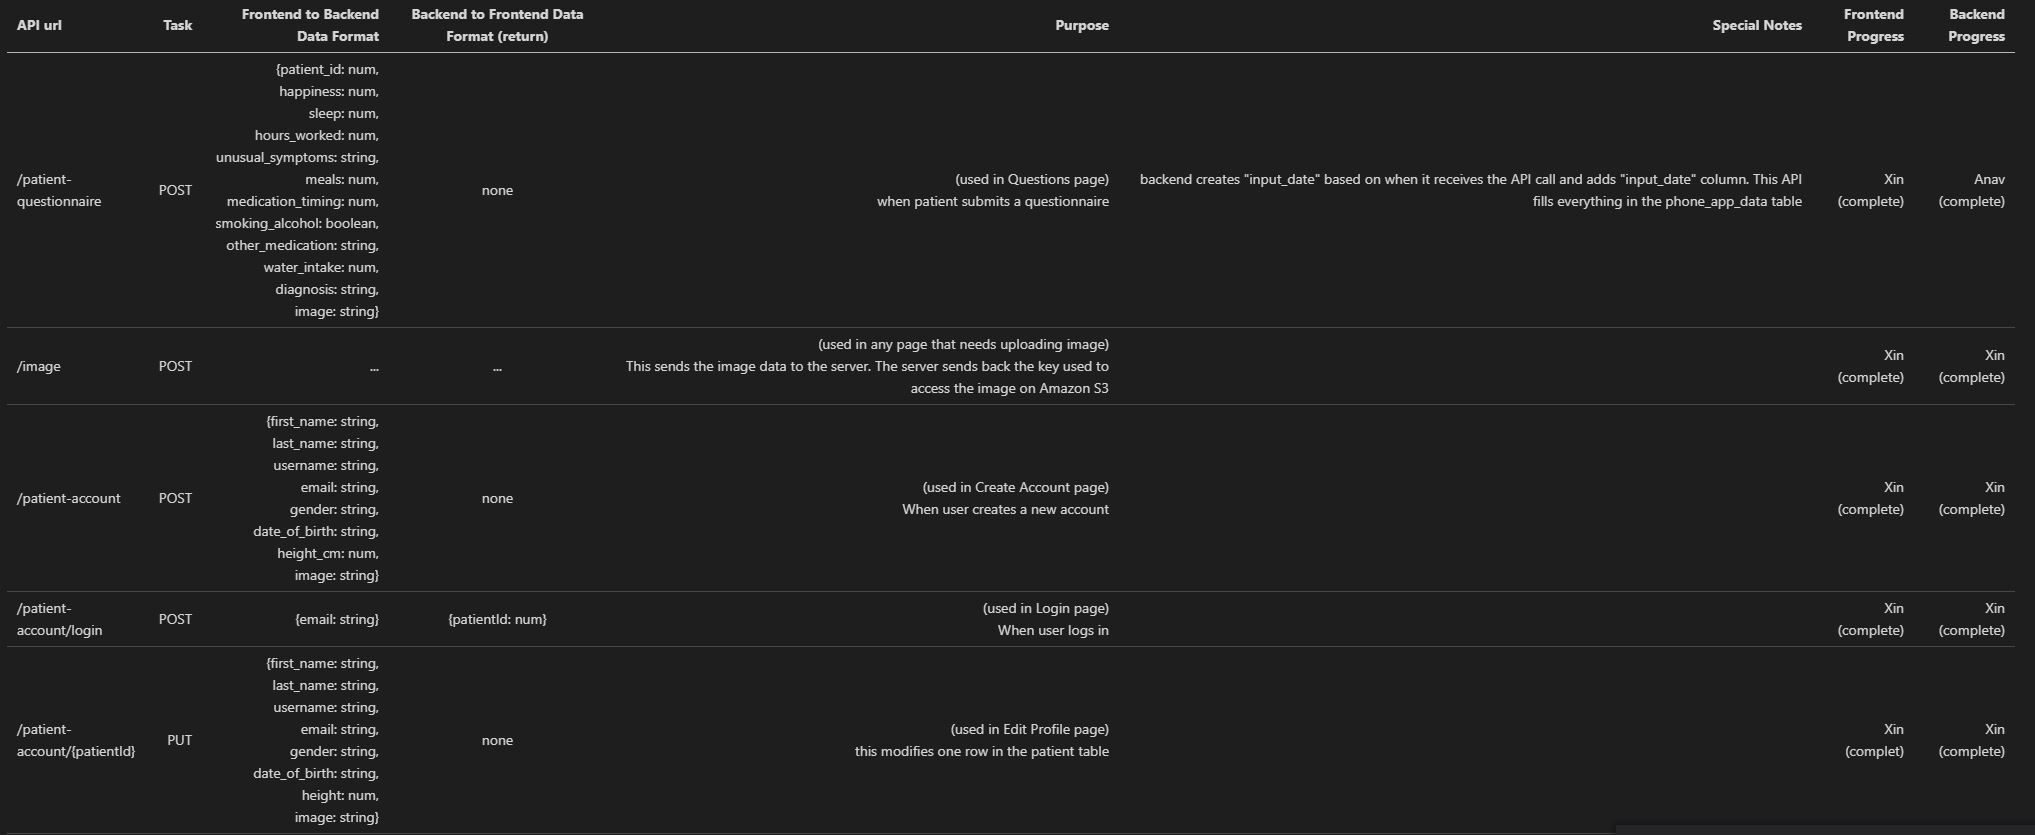 API url
Task
Frontend to Backend
Data Format
Backend to Frontend Data
Format (return)
Purpose
Special Notes
Frontend
Progress
Backend
Progress
/patient-
questionnaire
POST
{patient_id: num,
happiness: num,
sleep: num,
hours_worked: num,
unusual_symptoms: string,
meals: num,
medication_timing: num,
smoking_alcohol: boolean,
other_medication: string,
water_intake: num,
diagnosis: string,
image: string}
none
(used in Questions page)
when patient submits a questionnaire
backend creates "input_date" based on when it receives the API call and adds "input_date" column. This API
fills everything in the phone_app_data table
Xin
(complete)
Anav
(complete)
/image
POST
...
...
(used in any page that needs uploading image)
This sends the image data to the server. The server sends back the key used to
access the image on Amazon S3
Xin
(complete)
Xin
(complete)
/patient-account
POST
{first_name: string,
last_name: string,
username: string,
email: string,
gender: string,
date_of_birth: string,
height_cm: num,
image: string}
none
(used in Create Account page)
When user creates a new account
Xin
(complete)
Xin
(complete)
/patient-
account/login
POST
{email: string}
{patientId: num}
(used in Login page)
When user logs in
Xin
(complete)
Xin
(complete)
/patient-
account/{patientId}
PUT
{first_name: string,
last_name: string,
username: string,
email: string,
gender: string,
date_of_birth: string,
height: num,
image: string}
none
(used in Edit Profile page)
this modifies one row in the patient table
Xin
(complet)
Xin
(complete)